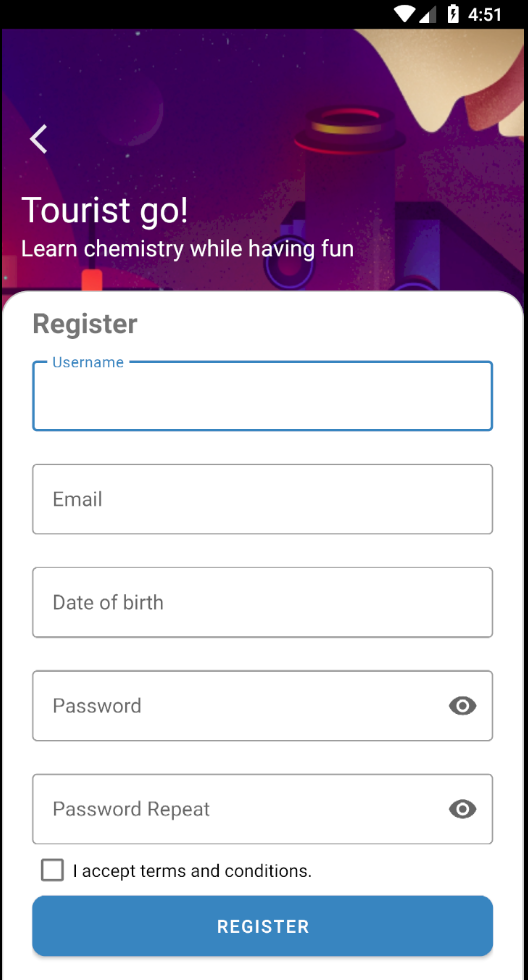 4:51
Tourist go!
Learn chemistry while having fun
Register
Username
Email
Date of birth
Password
Password Repeat
I accept terms and conditions.
REGISTER